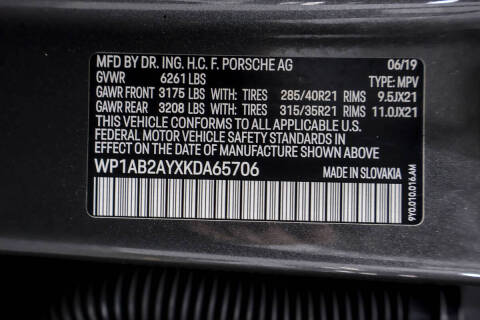 MFD BY DR. ING. H.C. F. PORSCHE AG 06/19
GVWR 6261 LBS TYPE: MPV
GAWR FRONT 3175 LBS WITH: TIRES 285/40R21 RIMS 9.5JX21
GAWR REAR 3208 LBS WITH: TIRES 315/35R21 RIMS 11.0JX21
THIS VEHICLE CONFORMS TO ALL APPLICABLE U.S.
FEDERAL MOTOR VEHICLE SAFETY STANDARDS IN
EFFECT ON THE DATE OF MANUFACTURE SHOWN ABOVE.
WP1AB2AYXKDA65706 MADE IN SLOVAKIA
9Y0.010.016.AM